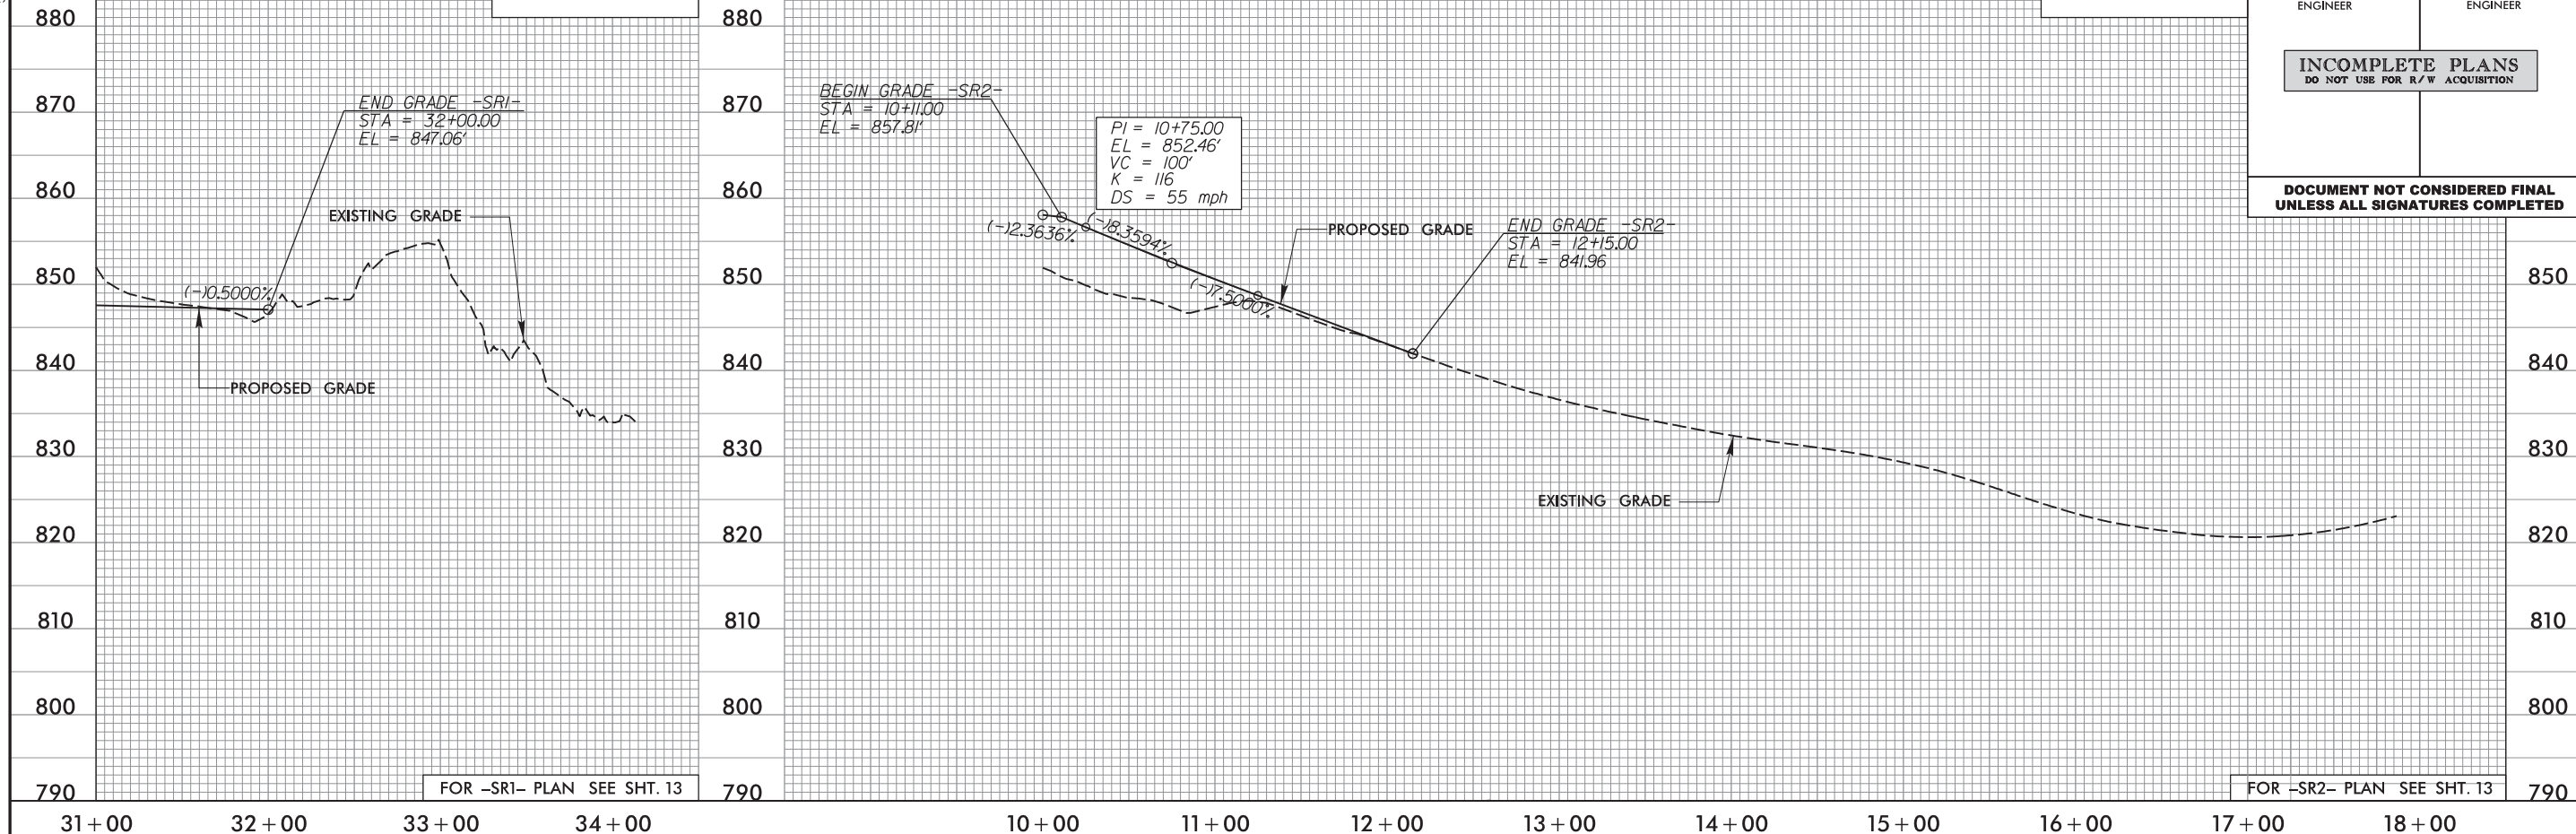 880
880
ENGINEER
ENGINEER
INCOMPLETE PLANS
DO NOT USE FOR R/W ACQUISITION
DOCUMENT NOT CONSIDERED FINAL
UNLESS ALL SIGNATURES COMPLETED
870
END GRADE -SR1-
STA = 32+00.00
EL = 847.06'
870
BEGIN GRADE -SR2-
STA = 10+11.00
EL = 857.81'
PI = 10+75.00
EL = 852.46'
VC = 100'
K = 116
DS = 55 mph
860
EXISTING GRADE
860
(-)2.3636%
(-)8.3594%
PROPOSED GRADE
END GRADE -SR2-
STA = 12+15.00
EL = 841.96
850
(-)0.5000%
850
(-)7.5000%
850
840
PROPOSED GRADE
840
840
830
830
EXISTING GRADE
830
820
820
820
810
810
810
800
800
800
790
FOR -SR1- PLAN SEE SHT. 13
790
FOR -SR2- PLAN SEE SHT. 13
790
31+00 32+00 33+00 34+00 10+00 11+00 12+00 13+00 14+00 15+00 16+00 17+00 18+00